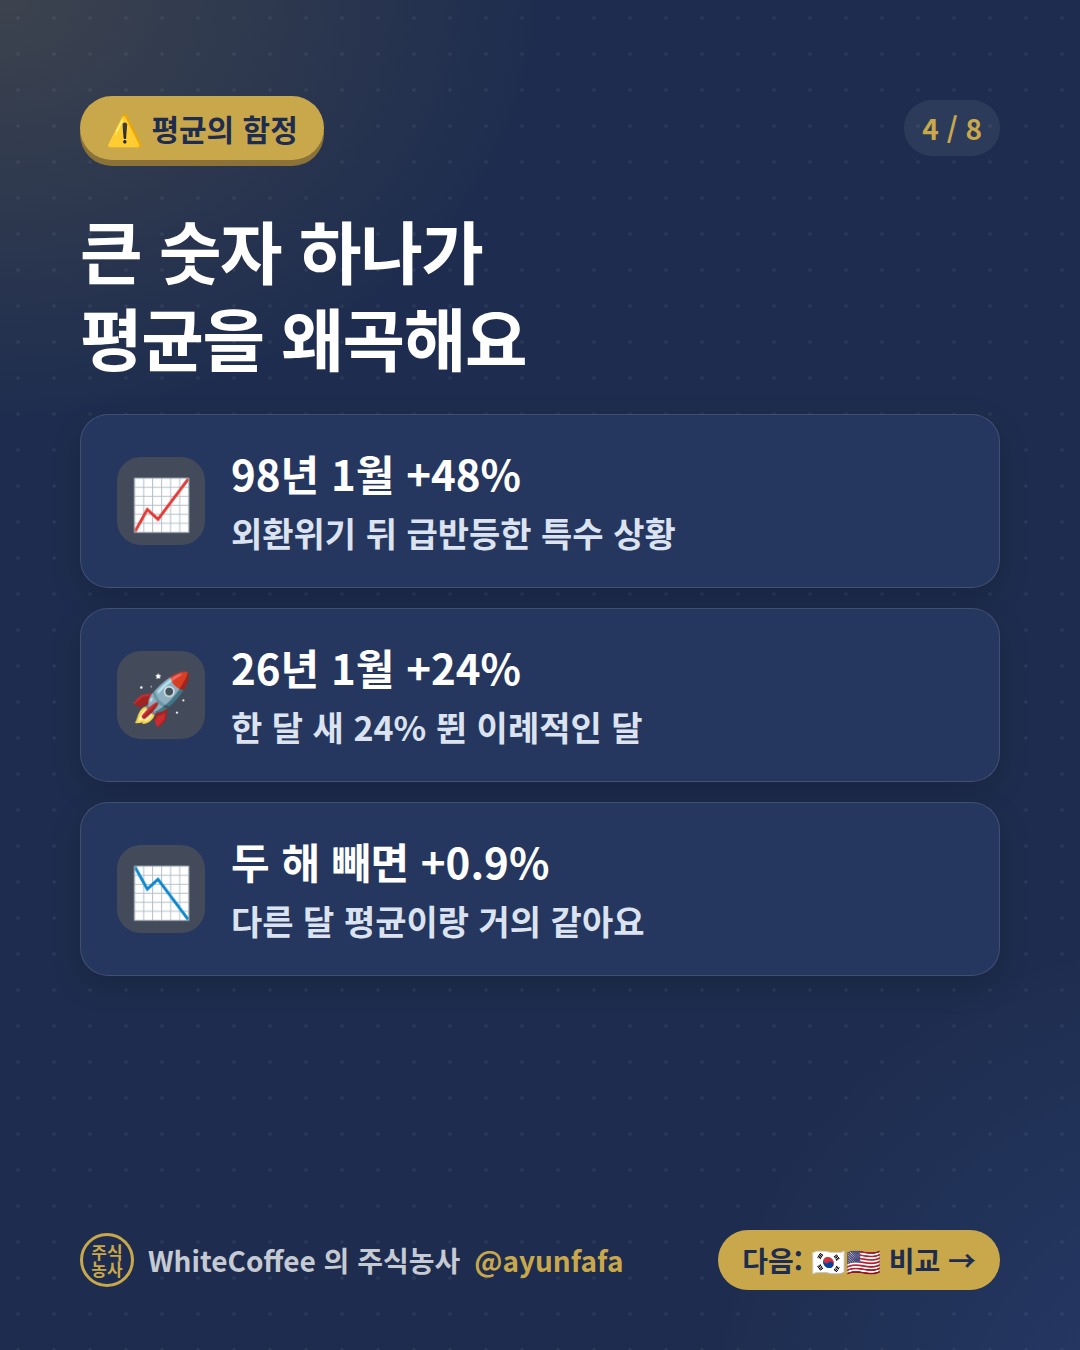 ⚠️ 평균의 함정
4 / 8
큰 숫자 하나가
평균을 왜곡해요
98년 1월 +48%
외환위기 뒤 급반등한 특수 상황
26년 1월 +24%
한 달 새 24% 뛴 이례적인 달
두 해 빼면 +0.9%
다른 달 평균이랑 거의 같아요
주식
농사
WhiteCoffee 의 주식농사 @ayunfafa
다음: 🇰🇷🇺🇸 비교 →